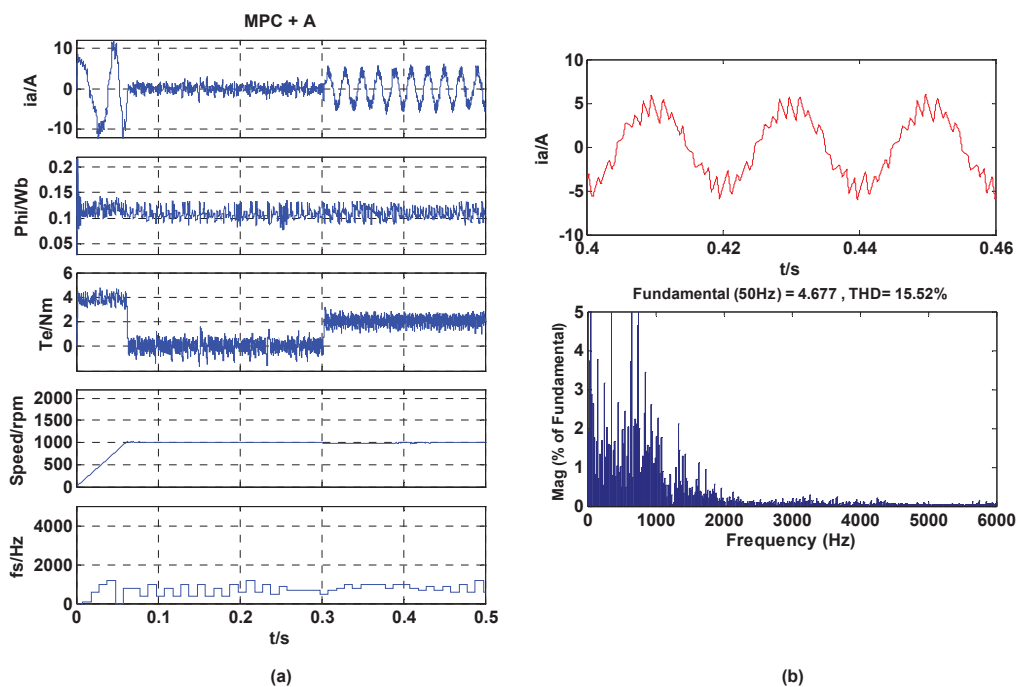 MPC + A
ia/A
10
0
-10
Phi/Wb
0.2
0.15
0.1
0.05
Te/Nm
6
4
2
0
Speed/rpm
2000
1500
1000
500
0
fs/Hz
4000
2000
0
0 0.1 0.2 0.3 0.4 0.5
t/s
(a)
ia/A
10
5
0
-5
-10
0.4 0.42 0.44 0.46
t/s
Fundamental (50Hz) = 4.677 , THD= 15.52%
Mag (% of Fundamental)
5
4
3
2
1
0
0 1000 2000 3000 4000 5000 6000
Frequency (Hz)
(b)